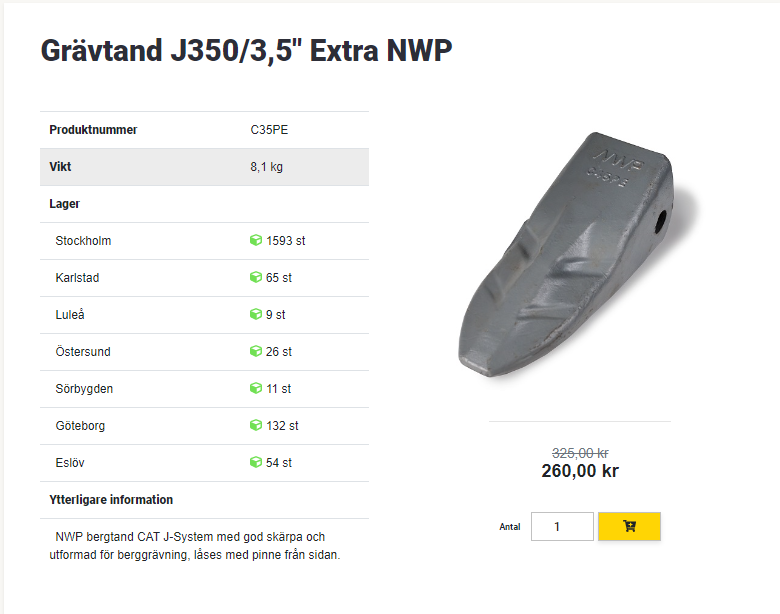 Grävtand J350/3,5" Extra NWP
Produktnummer C35PE
Vikt 8,1 kg
Lager
Stockholm 1593 st
Karlstad 65 st
Luleå 9 st
Östersund 26 st
Sörbygden 11 st
Göteborg 132 st
Eslöv 54 st
Ytterligare information
NWP bergtand CAT J-System med god skärpa och
utformad för berggrävning, låses med pinne från sidan.
NWP
325,00 kr
260,00 kr
Antal 1